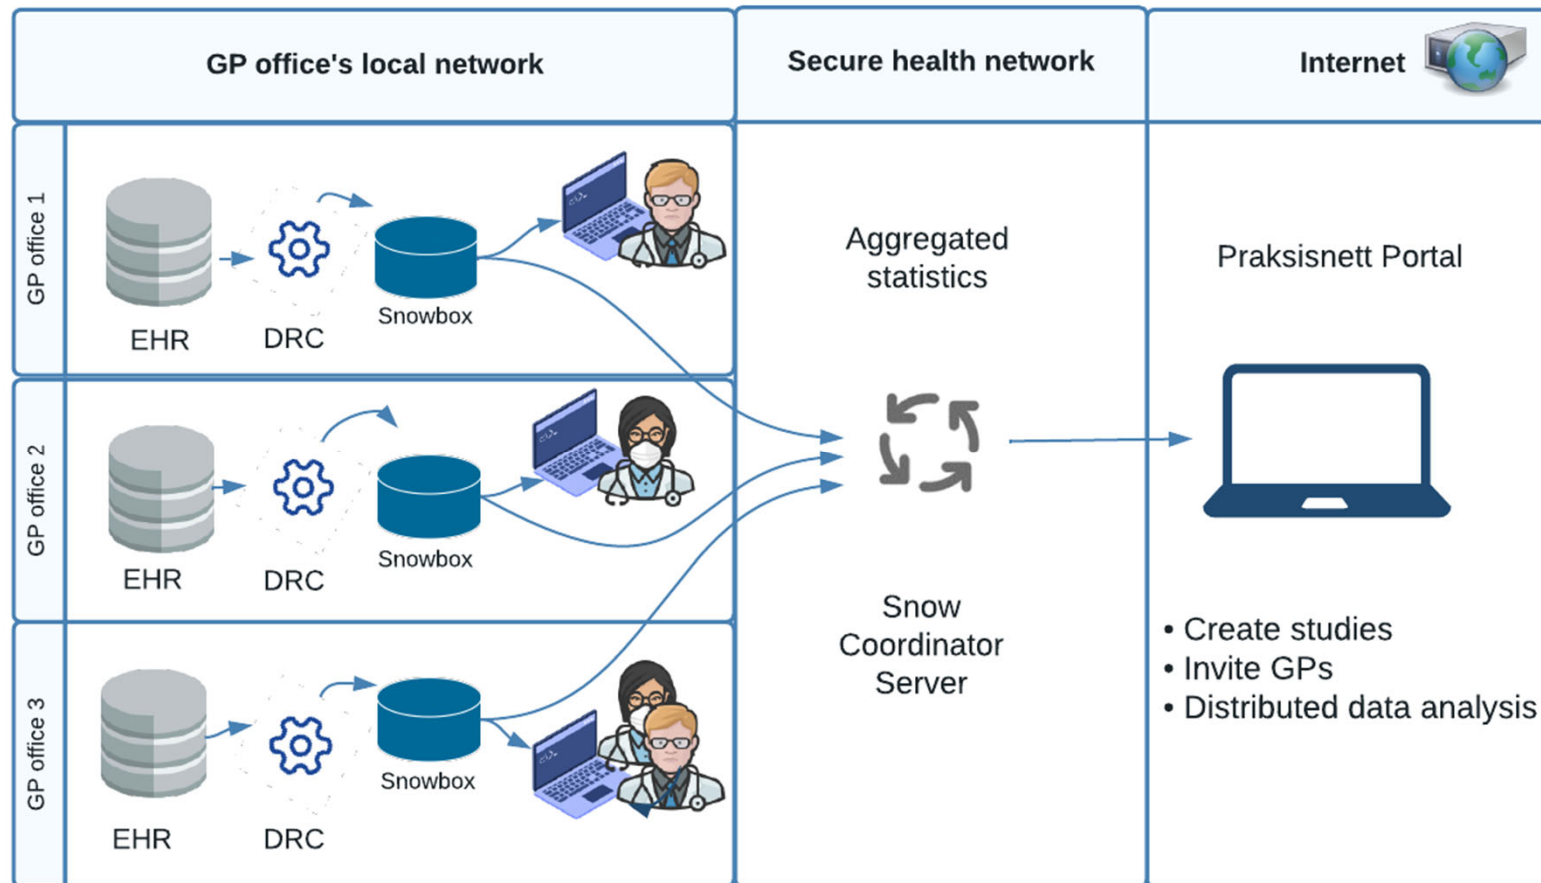 GP office's local network
Secure health network
Internet
GP office 1
EHR
DRC
Snowbox
GP office 2
EHR
DRC
Snowbox
GP office 3
EHR
DRC
Snowbox
Aggregated
statistics
Snow
Coordinator
Server
Praksisnett Portal
• Create studies
• Invite GPs
• Distributed data analysis